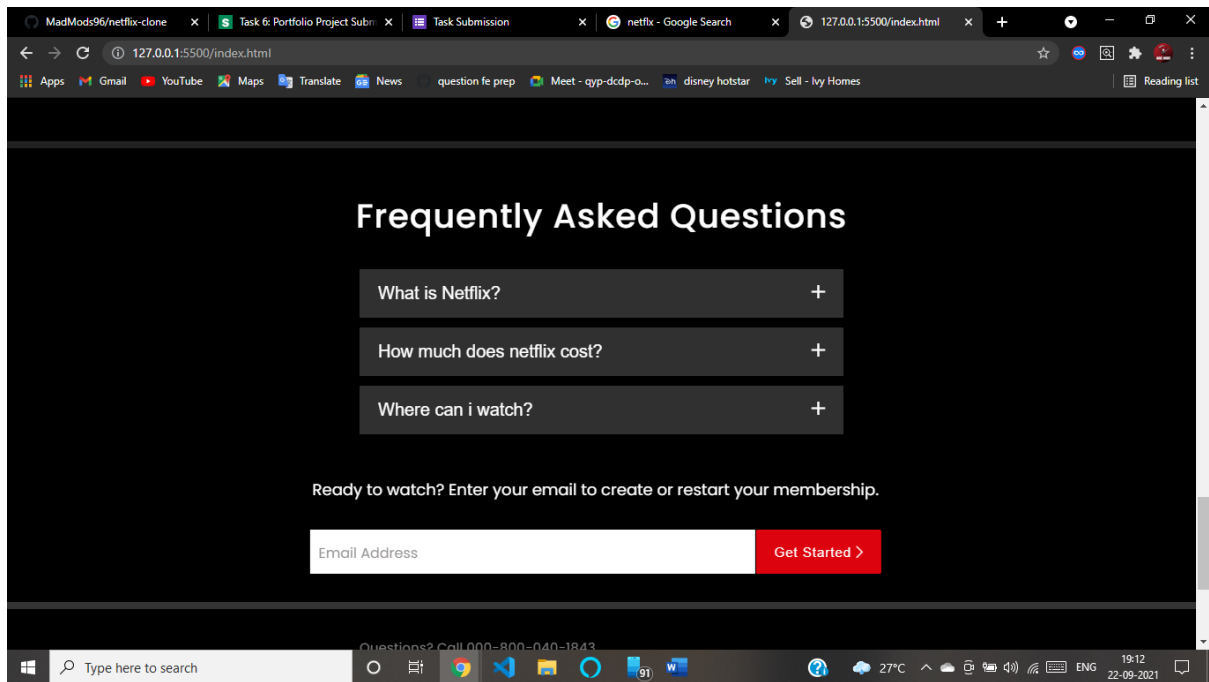 MadMods96/netflix-clone
Task 6: Portfolio Project Subm
Task Submission
netflx - Google Search
127.0.0.1:5500/index.html
127.0.0.1:5500/index.html
Apps Gmail YouTube Maps Translate News question fe prep Meet - qyp-dcdp-o... disney hotstar Ivy Sell - Ivy Homes Reading list
Frequently Asked Questions
What is Netflix? +
How much does netflix cost? +
Where can i watch? +
Ready to watch? Enter your email to create or restart your membership.
Email Address Get Started >
Questions? Call 000-800-040-1843
Type here to search 91 27°C ENG 19:12
22-09-2021